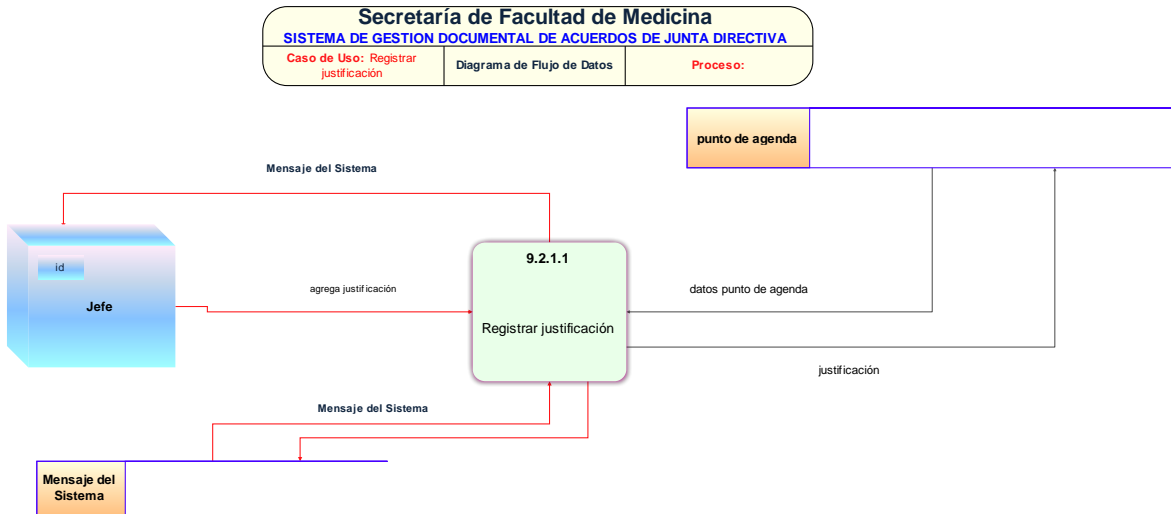 Secretaría de Facultad de Medicina
SISTEMA DE GESTION DOCUMENTAL DE ACUERDOS DE JUNTA DIRECTIVA
Caso de Uso: Registrar
justificación
Diagrama de Flujo de Datos
Proceso:
punto de agenda
Mensaje del Sistema
id
Jefe
agrega justificación
9.2.1.1
Registrar justificación
datos punto de agenda
justificación
Mensaje del Sistema
Mensaje del
Sistema